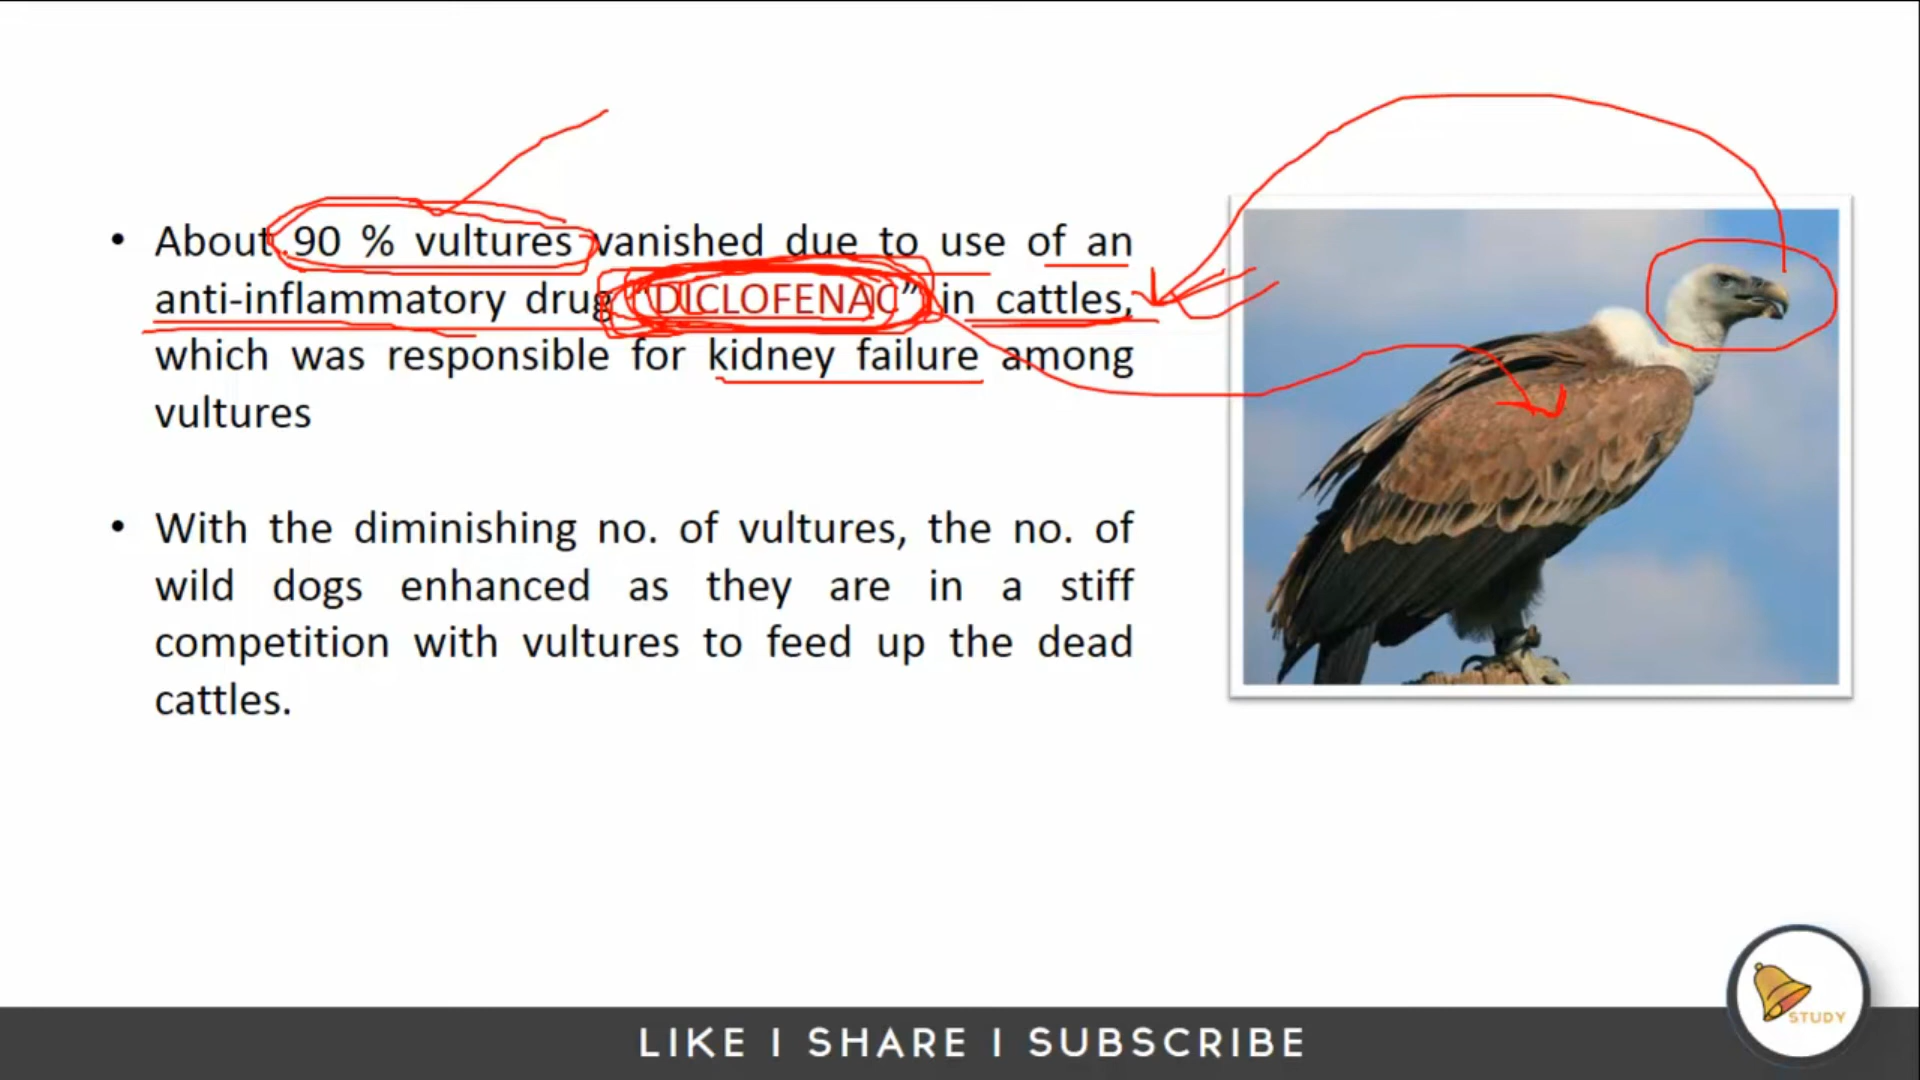 • About 90 % vultures vanished due to use of an
anti-inflammatory drug “DICLOFENAC” in cattles,
which was responsible for kidney failure among
vultures
• With the diminishing no. of vultures, the no. of
wild dogs enhanced as they are in a stiff
competition with vultures to feed up the dead
cattles.
STUDY
LIKE I SHARE I SUBSCRIBE